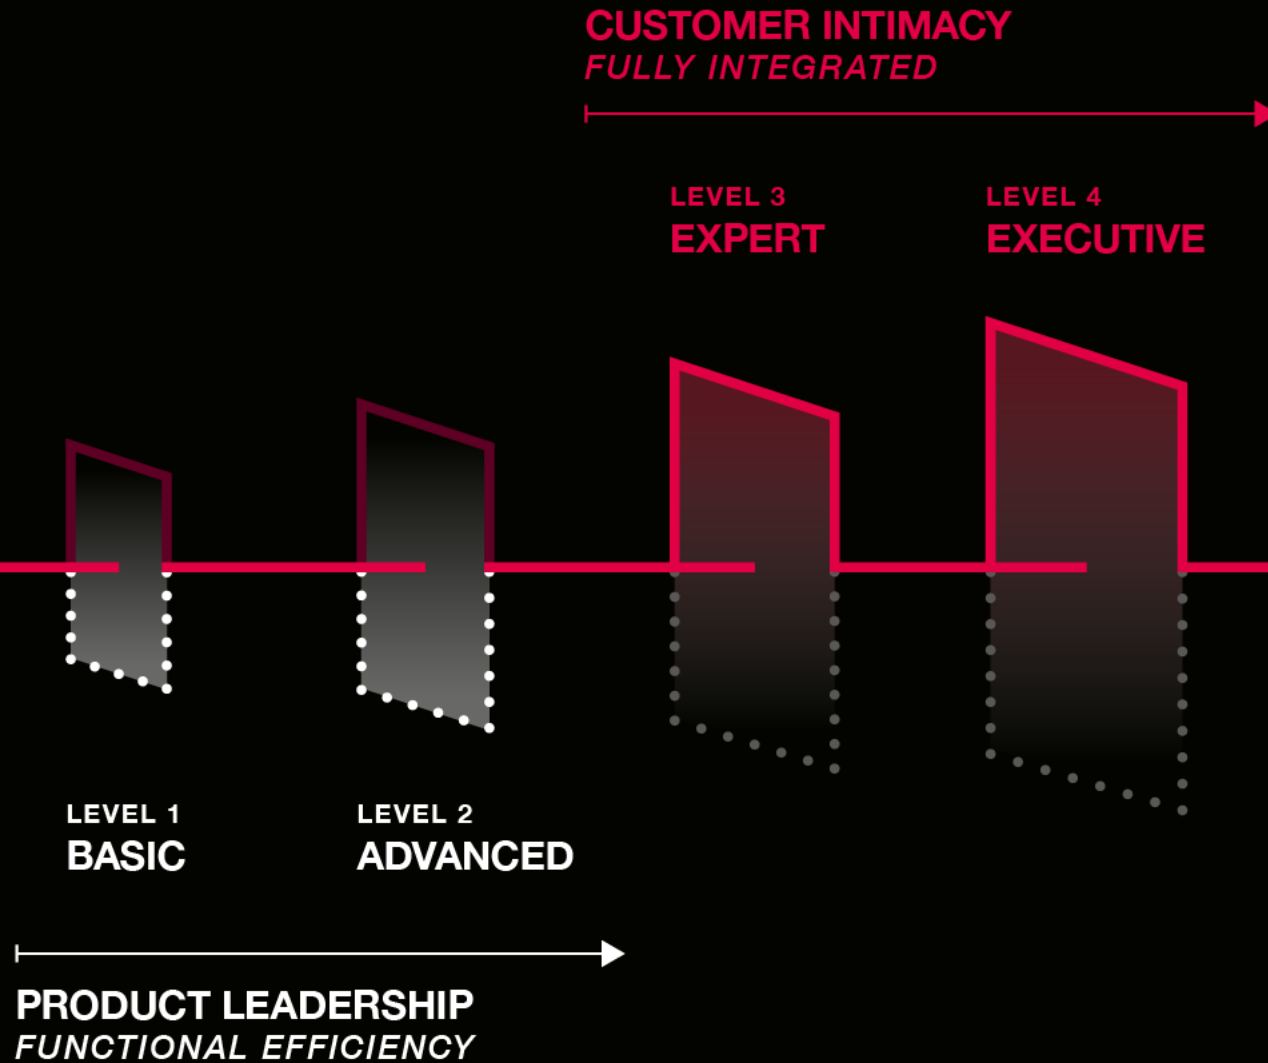 CUSTOMER INTIMACY
FULLY INTEGRATED
LEVEL 3
EXPERT
LEVEL 4
EXECUTIVE
LEVEL 1
BASIC
LEVEL 2
ADVANCED
PRODUCT LEADERSHIP
FUNCTIONAL EFFICIENCY